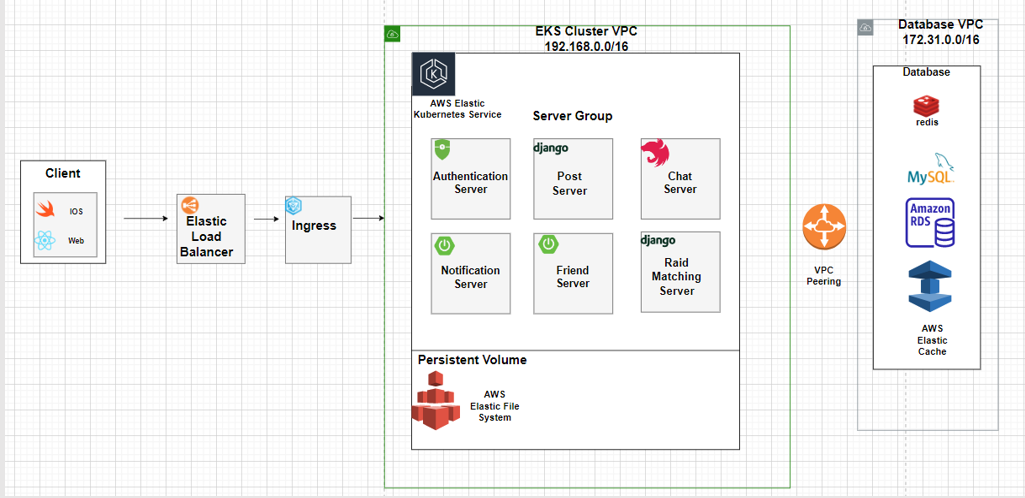 EKS Cluster VPC
192.168.0.0/16
Database VPC
172.31.0.0/16
Client
IOS
Web
Elastic
Load
Balancer
Ingress
AWS Elastic
Kubernetes Service
Server Group
Authentication
Server
django
Post
Server
Chat
Server
Notification
Server
Friend
Server
django
Raid
Matching
Server
Persistent Volume
AWS
Elastic File
System
VPC
Peering
Database
redis
MySQL
Amazon
RDS
AWS
Elastic
Cache